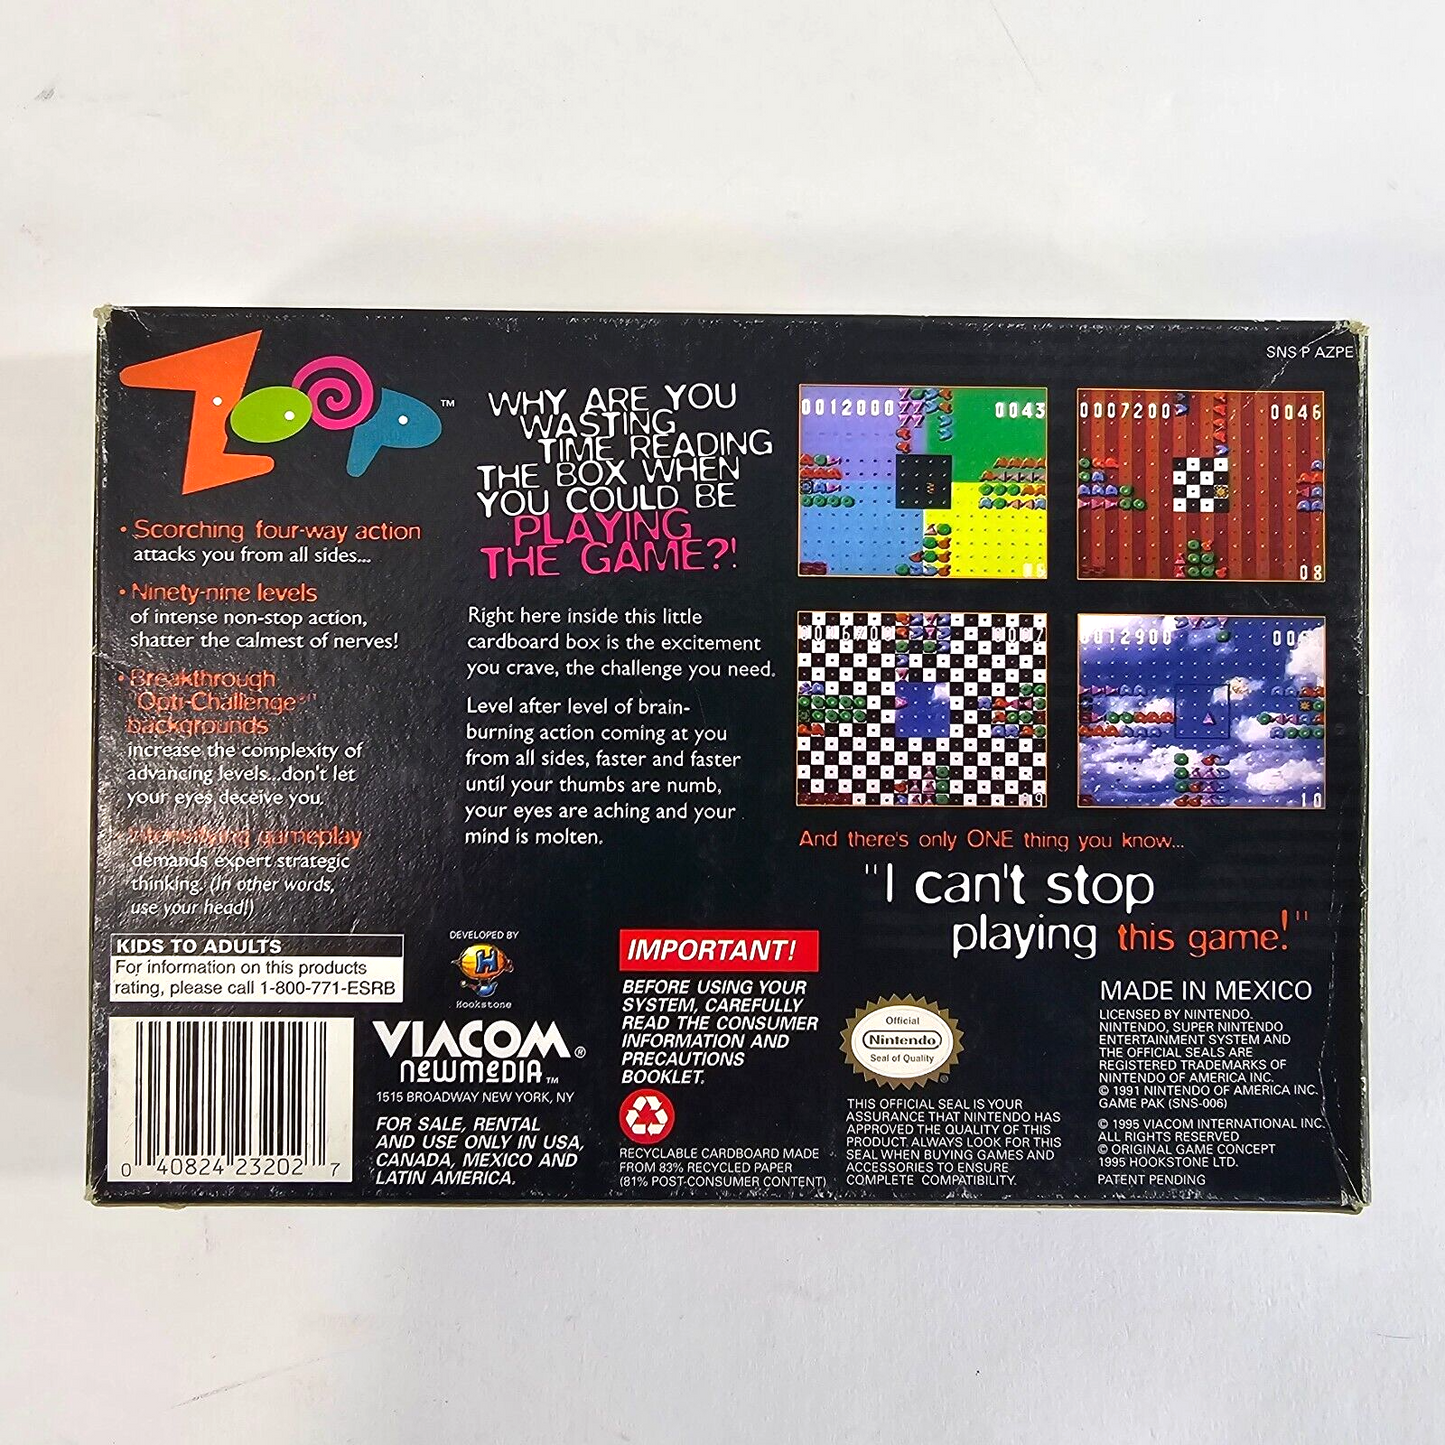 SNS P AZPE
ZOOP™
• Scorching four-way action
attacks you from all sides...
• Ninety-nine levels
of intense non-stop action,
shatter the calmest of nerves!
• Breakthrough
"Opti-Challenge"
backgrounds
increase the complexity of
advancing levels...don't let
your eyes deceive you.
• Intensifying gameplay
demands expert strategic
thinking. (In other words,
use your head!)
WHY ARE YOU
WASTING
TIME READING
THE BOX WHEN
YOU COULD BE
PLAYING
THE GAME?!
Right here inside this little
cardboard box is the excitement
you crave, the challenge you need.
Level after level of brain-
burning action coming at you
from all sides, faster and faster
until your thumbs are numb,
your eyes are aching and your
mind is molten.
0012000 0043
0007200 0046
08
0012900
10
And there's only ONE thing you know...
"I can't stop
playing this game!"
KIDS TO ADULTS
For information on this products
rating, please call 1-800-771-ESRB
0 40824 23202 7
DEVELOPED BY
H
Hookstone
VIACOM®
newmedia™
1515 BROADWAY NEW YORK, NY
FOR SALE, RENTAL
AND USE ONLY IN USA,
CANADA, MEXICO AND
LATIN AMERICA.
IMPORTANT!
BEFORE USING YOUR
SYSTEM, CAREFULLY
READ THE CONSUMER
INFORMATION AND
PRECAUTIONS
BOOKLET.
RECYCLABLE CARDBOARD MADE
FROM 83% RECYCLED PAPER
(81% POST-CONSUMER CONTENT)
Official
Nintendo
Seal of Quality
®
THIS OFFICIAL SEAL IS YOUR
ASSURANCE THAT NINTENDO HAS
APPROVED THE QUALITY OF THIS
PRODUCT. ALWAYS LOOK FOR THIS
SEAL WHEN BUYING GAMES AND
ACCESSORIES TO ENSURE
COMPLETE COMPATIBILITY.
MADE IN MEXICO
LICENSED BY NINTENDO.
NINTENDO, SUPER NINTENDO
ENTERTAINMENT SYSTEM AND
THE OFFICIAL SEALS ARE
REGISTERED TRADEMARKS OF
NINTENDO OF AMERICA INC.
© 1991 NINTENDO OF AMERICA INC.
GAME PAK (SNS-006)
© 1995 VIACOM INTERNATIONAL INC.
ALL RIGHTS RESERVED
© ORIGINAL GAME CONCEPT
1995 HOOKSTONE LTD.
PATENT PENDING